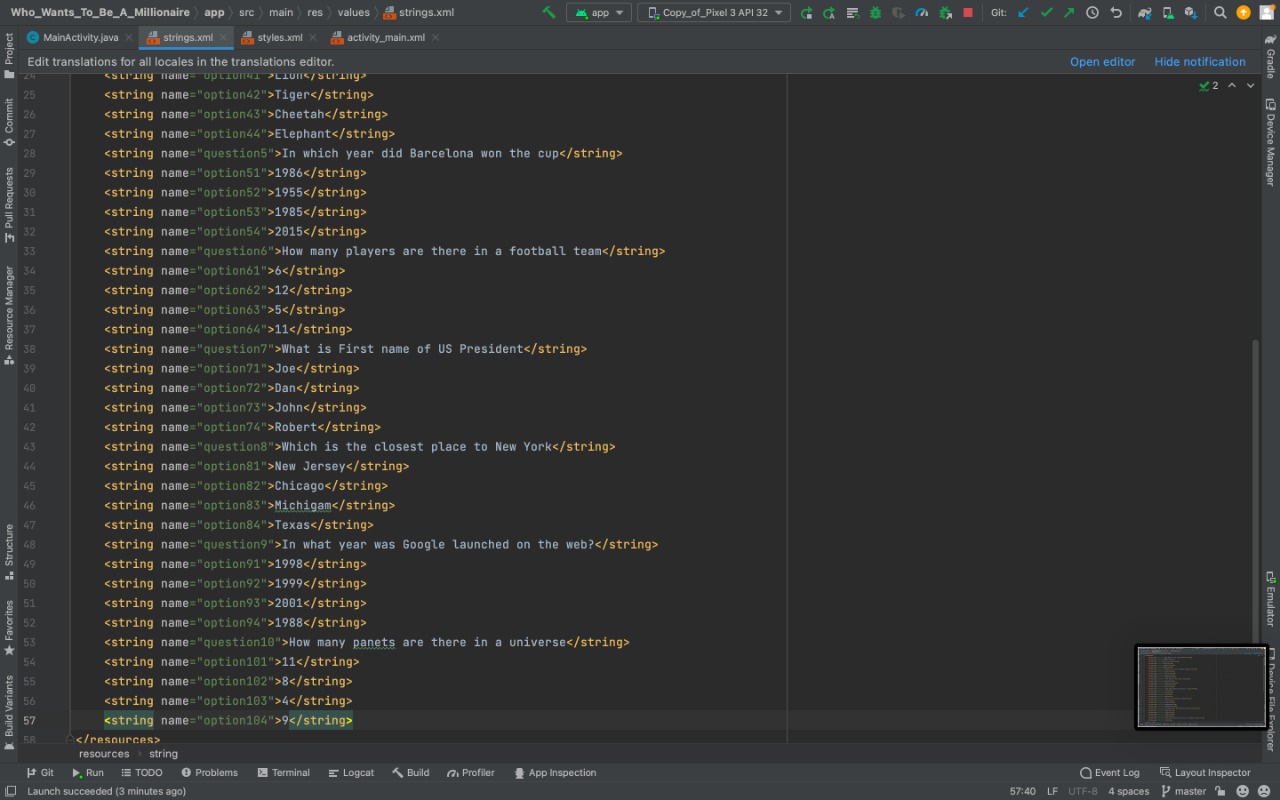 Who_Wants_To_Be_A_Millionaire app src main res values strings.xml app Copy_of_Pixel 3 API 32 Git:
MainActivity.java strings.xml styles.xml activity_main.xml
Edit translations for all locales in the translations editor. Open editor Hide notification
24 <string name="option41">Lion</string>
25 <string name="option42">Tiger</string>
2
26 <string name="option43">Cheetah</string>
27 <string name="option44">Elephant</string>
28 <string name="question5">In which year did Barcelona won the cup</string>
29 <string name="option51">1986</string>
30 <string name="option52">1955</string>
31 <string name="option53">1985</string>
32 <string name="option54">2015</string>
33 <string name="question6">How many players are there in a football team</string>
34 <string name="option61">6</string>
35 <string name="option62">12</string>
36 <string name="option63">5</string>
37 <string name="option64">11</string>
38 <string name="question7">What is First name of US President</string>
39 <string name="option71">Joe</string>
40 <string name="option72">Dan</string>
41 <string name="option73">John</string>
42 <string name="option74">Robert</string>
43 <string name="question8">Which is the closest place to New York</string>
44 <string name="option81">New Jersey</string>
45 <string name="option82">Chicago</string>
46 <string name="option83">Michigam</string>
47 <string name="option84">Texas</string>
48 <string name="question9">In what year was Google launched on the web?</string>
49 <string name="option91">1998</string>
50 <string name="option92">1999</string>
51 <string name="option93">2001</string>
52 <string name="option94">1988</string>
53 <string name="question10">How many panets are there in a universe</string>
54 <string name="option101">11</string>
55 <string name="option102">8</string>
56 <string name="option103">4</string>
57 <string name="option104">9</string>
58 </resources>
resources string
Project
Commit
Pull Requests
Resource Manager
Structure
Favorites
Build Variants
Gradle
Device Manager
Emulator
Device File Explorer
Git Run TODO Problems Terminal Logcat Build Profiler App Inspection Event Log Layout Inspector
Launch succeeded (3 minutes ago) 57:40 LF UTF-8 4 spaces master